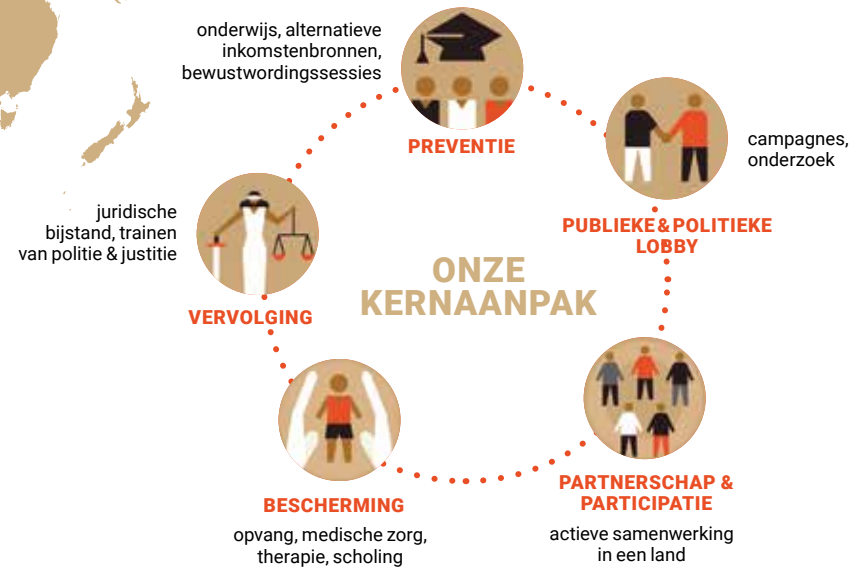 onderwijs, alternatieve
inkomstenbronnen,
bewustwordingssessies
PREVENTIE
campagnes,
onderzoek
PUBLIEKE & POLITIEKE
LOBBY
juridische
bijstand, trainen
van politie & justitie
VERVOLGING
ONZE
KERNAANPAK
BESCHERMING
opvang, medische zorg,
therapie, scholing
PARTNERSCHAP &
PARTICIPATIE
actieve samenwerking
in een land